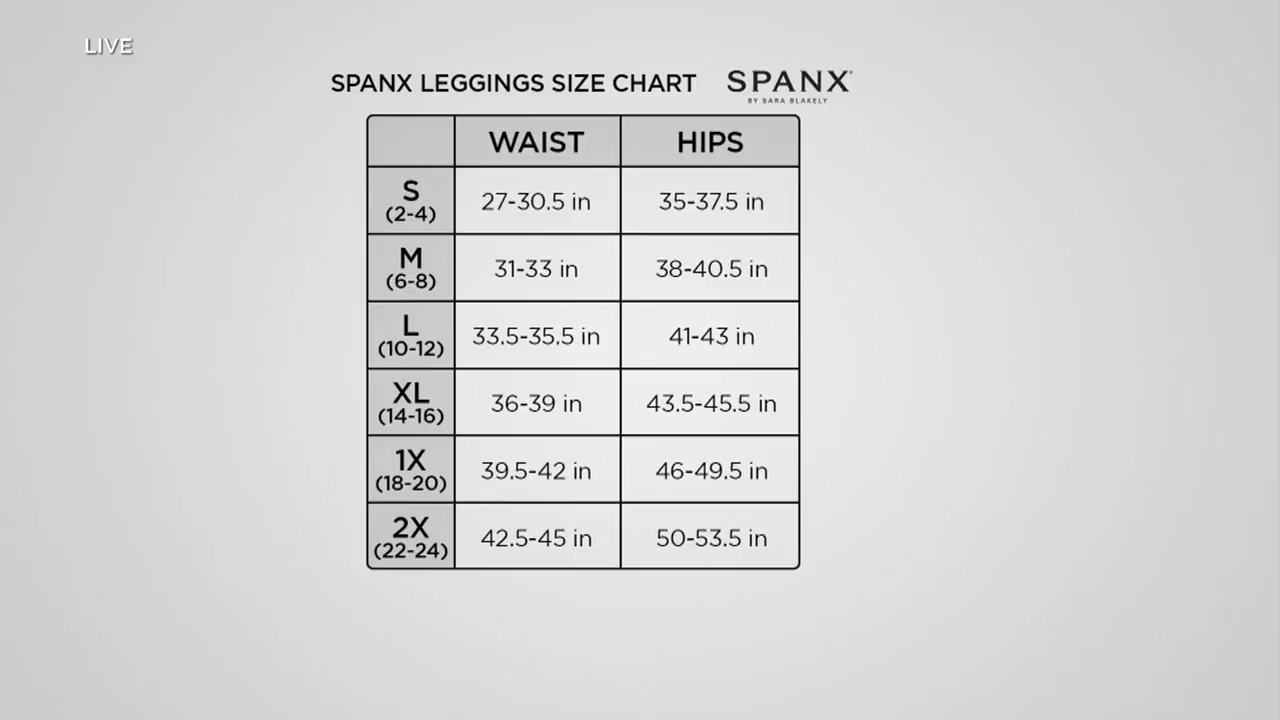 LIVE
SPANX LEGGINGS SIZE CHART SPANX®
BY SARA BLAKELY
WAIST HIPS
S
(2-4) 27-30.5 in 35-37.5 in
M
(6-8) 31-33 in 38-40.5 in
L
(10-12) 33.5-35.5 in 41-43 in
XL
(14-16) 36-39 in 43.5-45.5 in
1X
(18-20) 39.5-42 in 46-49.5 in
2X
(22-24) 42.5-45 in 50-53.5 in